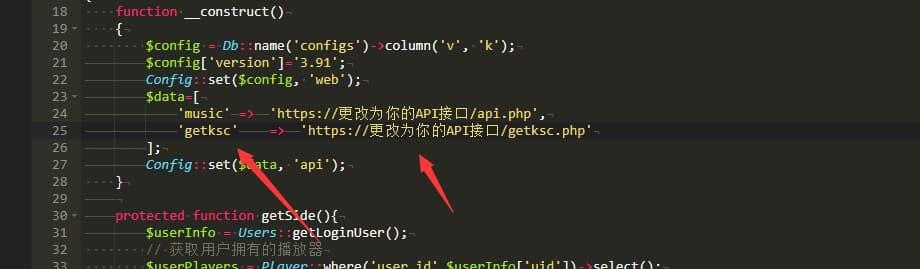 18 function __construct()
19 {
20 $config = Db::name('configs')->column('v', 'k');
21 $config['version']='3.91';
22 Config::set($config, 'web');
23 $data=[
24 'music' => 'https://更改为你的API接口/api.php',
25 'getksc' => 'https://更改为你的API接口/getksc.php'
26 ];
27 Config::set($data, 'api');
28 }
29
30 protected function getSide(){
31 $userInfo = Users::getLoginUser();
32 // 获取用户拥有的播放器
33 $userPlayers = Player::where('user_id',$userInfo['uid'])->select();